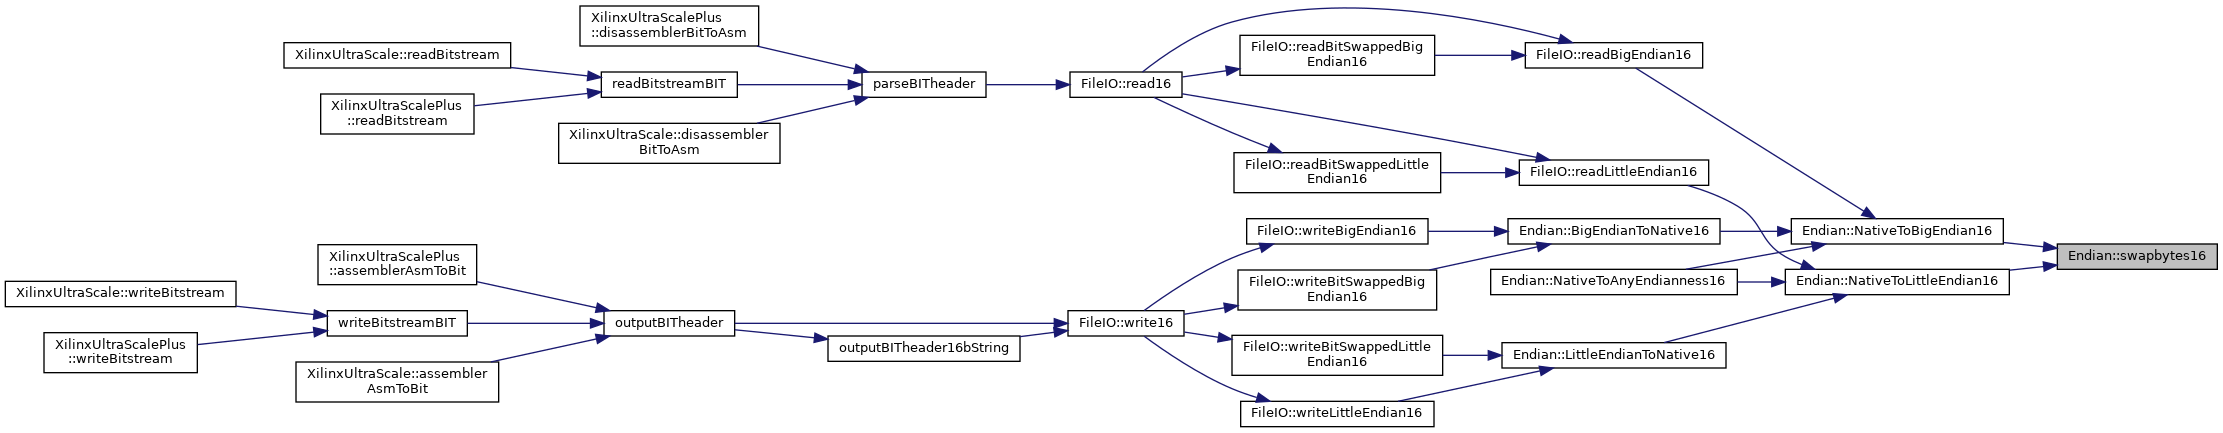 XilinxUltraScalePlus
::disassemblerBitToAsm
XilinxUltraScale::readBitstream
XilinxUltraScalePlus
::readBitstream
readBitstreamBIT
XilinxUltraScale::disassembler
BitToAsm
parseBITheader
FileIO::read16
FileIO::readBitSwappedBig
Endian16
FileIO::readBigEndian16
FileIO::readBitSwappedLittle
Endian16
FileIO::readLittleEndian16
FileIO::writeBigEndian16
Endian::BigEndianToNative16
Endian::NativeToBigEndian16
Endian::swapbytes16
XilinxUltraScalePlus
::assemblerAsmToBit
FileIO::writeBitSwappedBig
Endian16
Endian::NativeToAnyEndianness16
Endian::NativeToLittleEndian16
XilinxUltraScale::writeBitstream
XilinxUltraScalePlus
::writeBitstream
writeBitstreamBIT
outputBITheader
FileIO::write16
outputBITheader16bString
FileIO::writeBitSwappedLittle
Endian16
Endian::LittleEndianToNative16
XilinxUltraScale::assembler
AsmToBit
FileIO::writeLittleEndian16